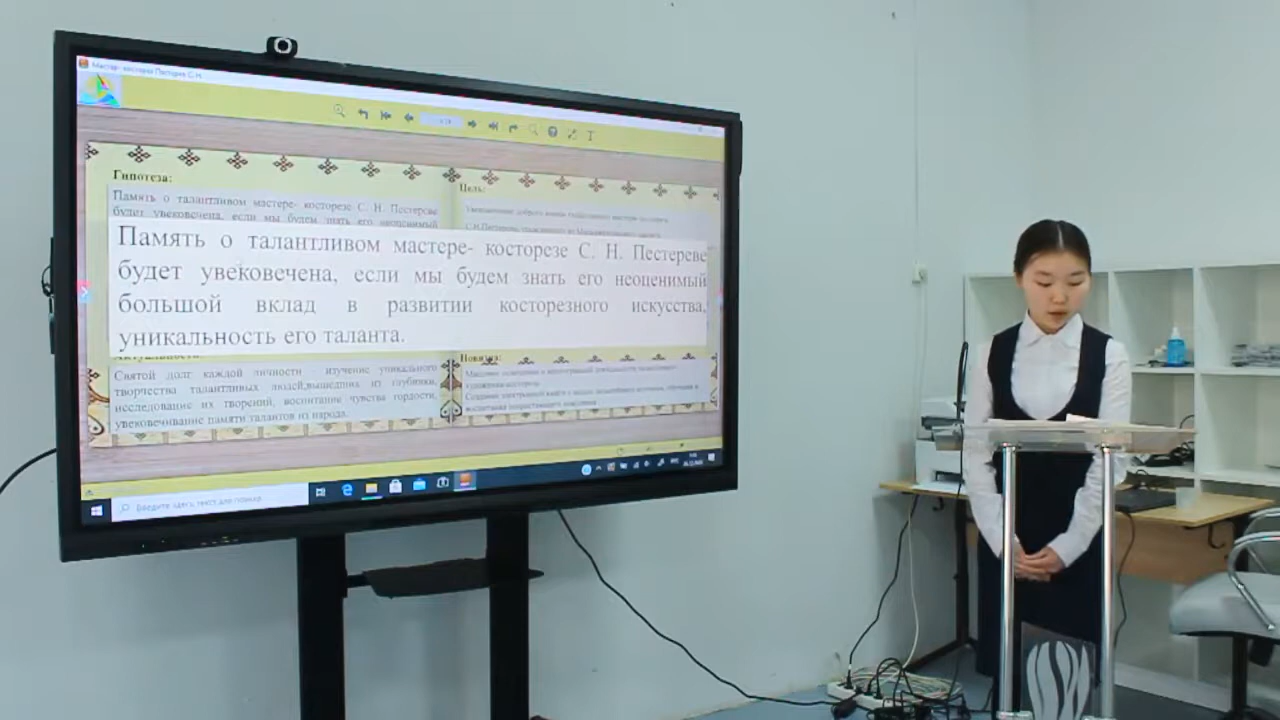 Мастер- косторез Пестерев С.Н.
Гипотеза:
Память о талантливом мастере- косторезе С. Н. Пестереве
будет увековечена, если мы будем знать его неоценимый
Цель:
Память о талантливом мастере- косторезе С. Н. Пестереве
будет увековечена, если мы будем знать его неоценимый
большой вклад в развитии косторезного искусства,
уникальность его таланта.
Актуальность:
Святой долг каждой личности - изучение уникального
творчества талантливых людей,вышедших из глубинки,
исследование их творений, воспитание чувства гордости,
увековечивание памяти талантов из народа.
Новизна:
Введите здесь текст для поиска